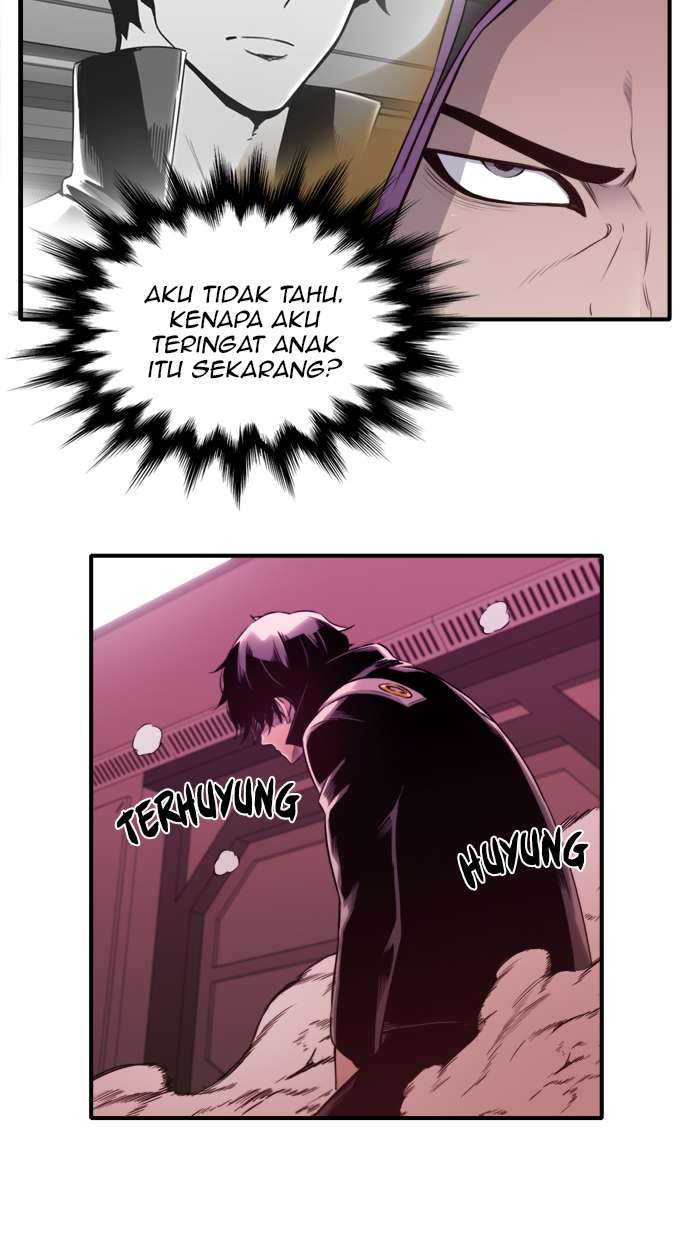 AKU TIDAK TAHU.
KENAPA AKU
TERINGAT ANAK
ITU SEKARANG?
TERHUYUNG
HUYUNG